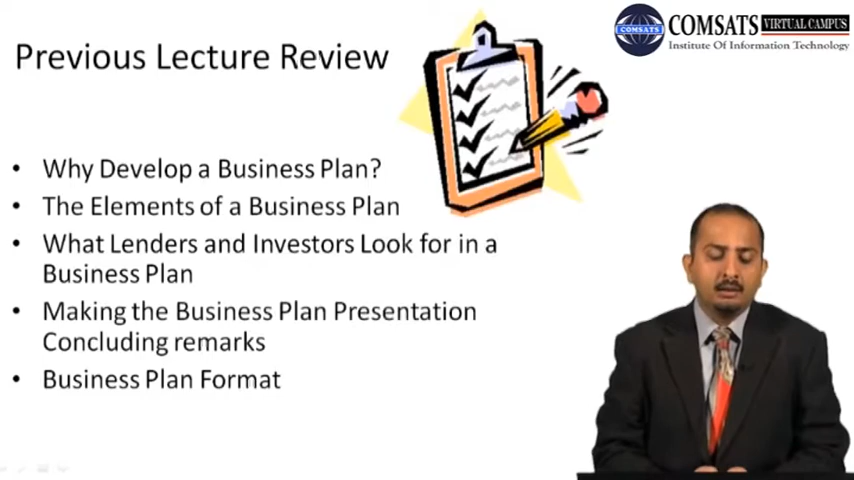 Previous Lecture Review
COMSATS
COMSATS VIRTUAL CAMPUS
Institute Of Information Technology
• Why Develop a Business Plan?
• The Elements of a Business Plan
• What Lenders and Investors Look for in a
Business Plan
• Making the Business Plan Presentation
Concluding remarks
• Business Plan Format